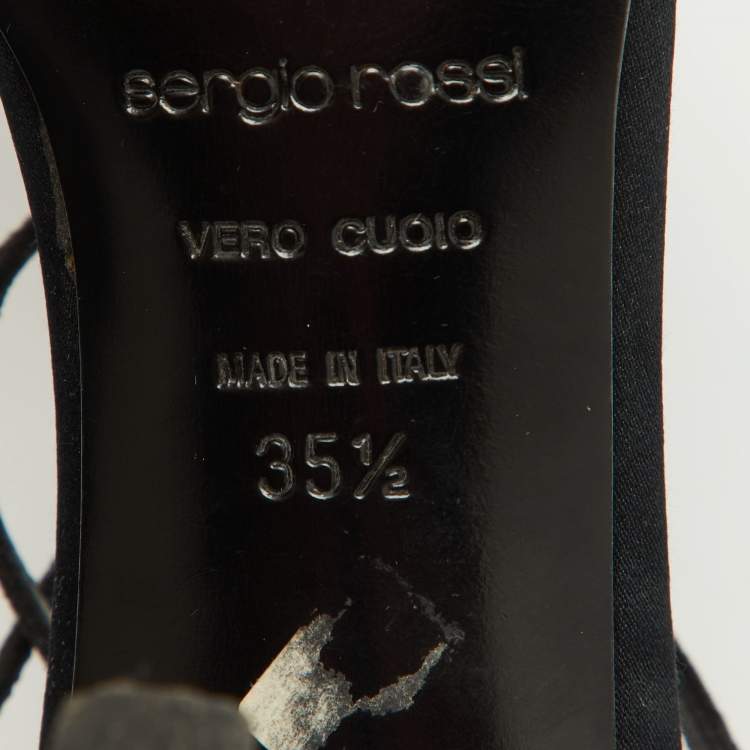 sergio rossi
VERO CUOIO
MADE IN ITALY
35½